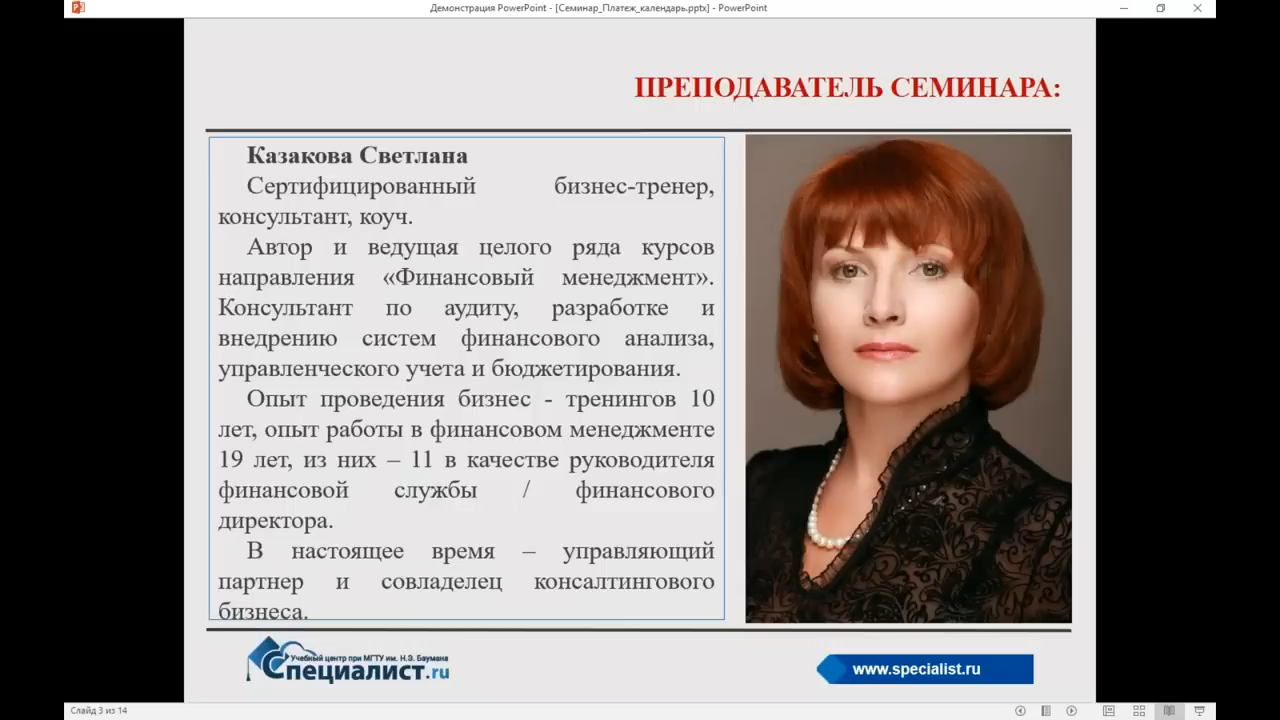 Демонстрация PowerPoint - [Семинар_Платеж_календарь.pptx] - PowerPoint
ПРЕПОДАВАТЕЛЬ СЕМИНАРА:
Казакова Светлана
Сертифицированный бизнес-тренер,
консультант, коуч.
Автор и ведущая целого ряда курсов
направления «Финансовый менеджмент».
Консультант по аудиту, разработке и
внедрению систем финансового анализа,
управленческого учета и бюджетирования.
Опыт проведения бизнес - тренингов 10
лет, опыт работы в финансовом менеджменте
19 лет, из них – 11 в качестве руководителя
финансовой службы / финансового
директора.
В настоящее время – управляющий
партнер и совладелец консалтингового
бизнеса.
Учебный центр при МГТУ им. Н.Э. Баумана
Специалист.ru
www.specialist.ru
Слайд 3 из 14